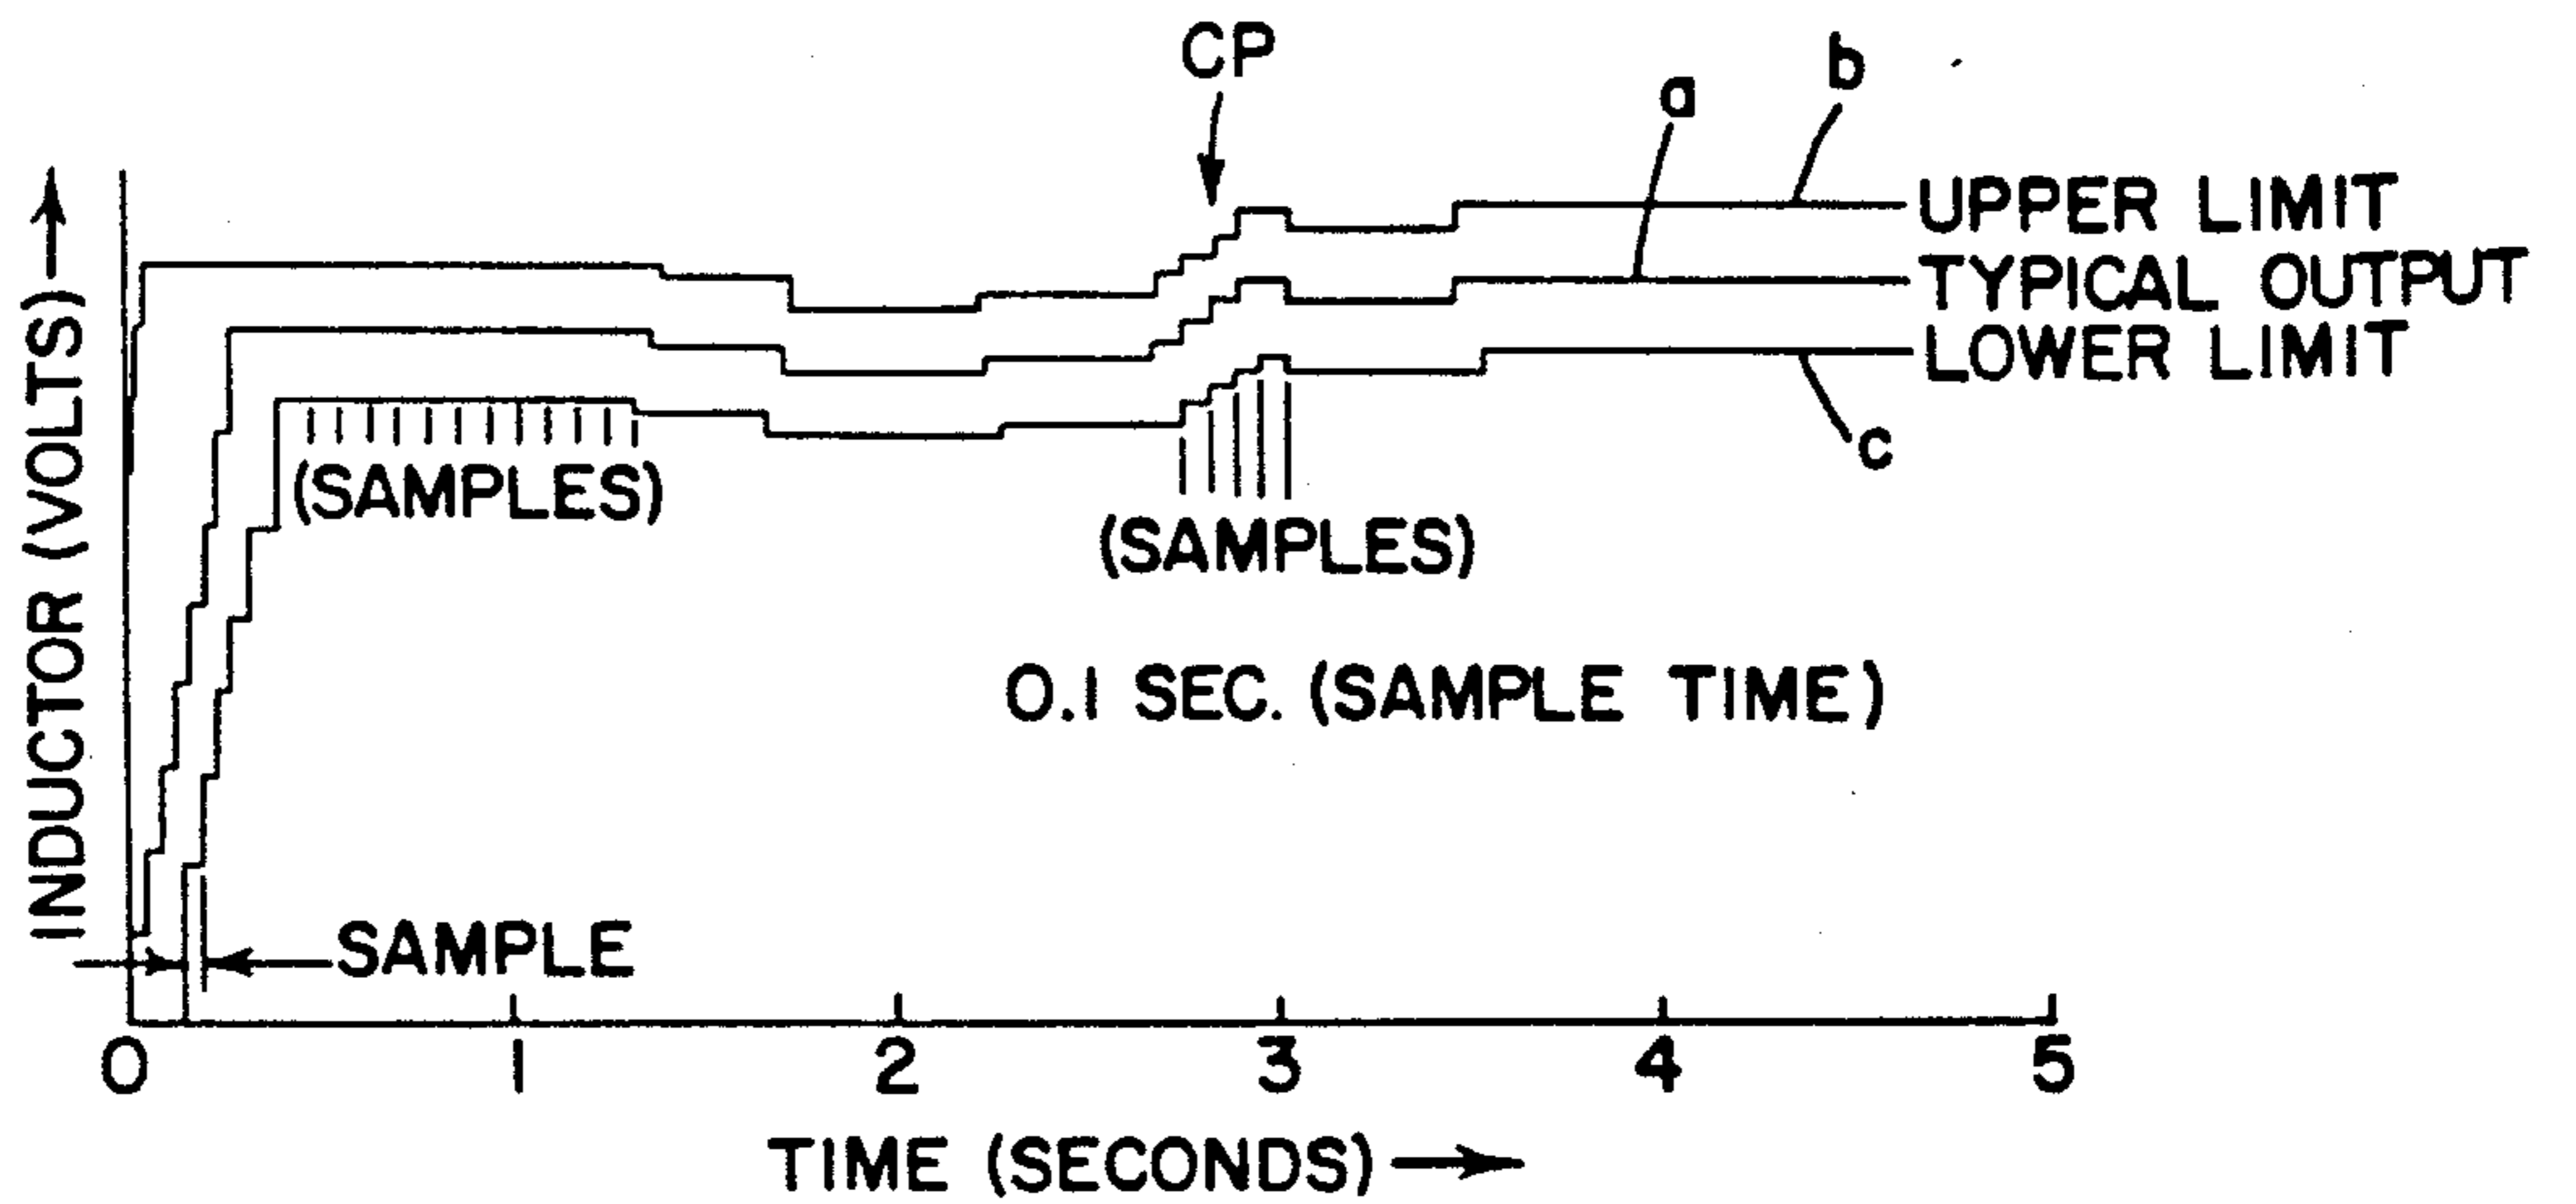 CP
b
a
UPPER LIMIT
TYPICAL OUTPUT
LOWER LIMIT
c
INDUCTOR (VOLTS)
(SAMPLES)
(SAMPLES)
0.1 SEC. (SAMPLE TIME)
SAMPLE
0 1 2 3 4 5
TIME (SECONDS)